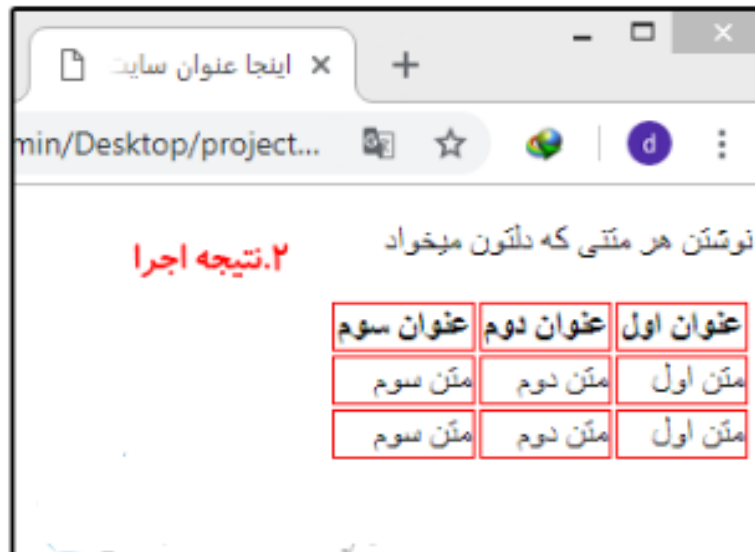 اینجا عنوان سایت
min/Desktop/project...
d
نوشتن هر متنی که دلتون میخواد
۲.نتیجه اجرا
عنوان اول عنوان دوم عنوان سوم
متن اول متن دوم متن سوم
متن اول متن دوم متن سوم